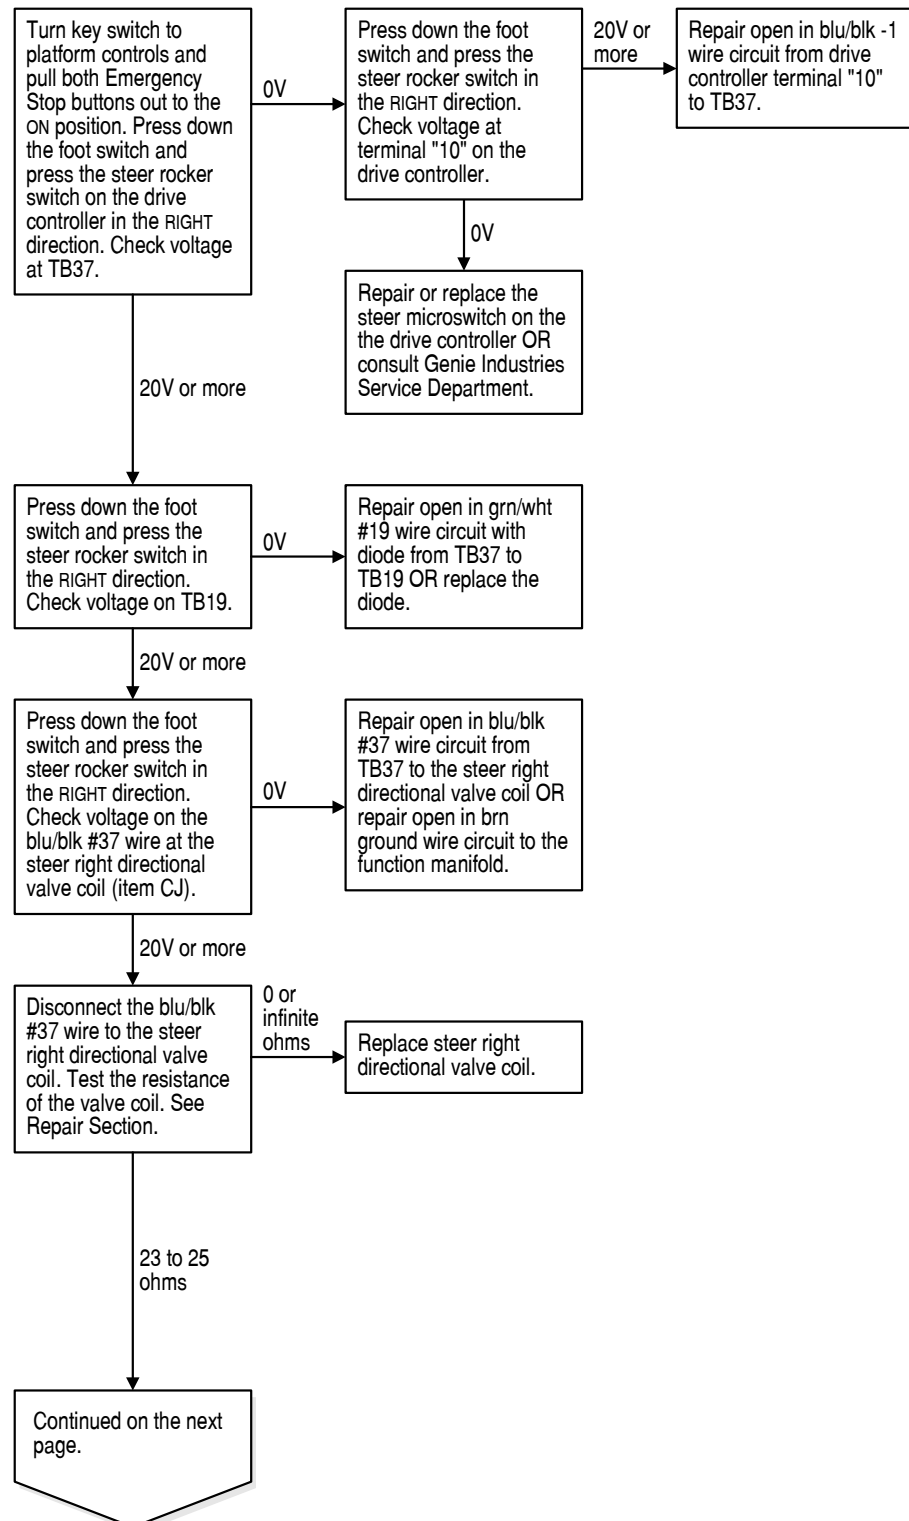 Turn key switch to
platform controls and
pull both Emergency
Stop buttons out to the
ON position. Press down
the foot switch and
press the steer rocker
switch on the drive
controller in the RIGHT
direction. Check voltage
at TB37.
0V
Press down the foot
switch and press the
steer rocker switch in
the RIGHT direction.
Check voltage at
terminal "10" on the
drive controller.
20V or
more
Repair open in blu/blk -1
wire circuit from drive
controller terminal "10"
to TB37.
0V
Repair or replace the
steer microswitch on the
the drive controller OR
consult Genie Industries
Service Department.
20V or more
Press down the foot
switch and press the
steer rocker switch in
the RIGHT direction.
Check voltage on TB19.
0V
Repair open in grn/wht
#19 wire circuit with
diode from TB37 to
TB19 OR replace the
diode.
20V or more
Press down the foot
switch and press the
steer rocker switch in
the RIGHT direction.
Check voltage on the
blu/blk #37 wire at the
steer right directional
valve coil (item CJ).
0V
Repair open in blu/blk
#37 wire circuit from
TB37 to the steer right
directional valve coil OR
repair open in brn
ground wire circuit to the
function manifold.
20V or more
Disconnect the blu/blk
#37 wire to the steer
right directional valve
coil. Test the resistance
of the valve coil. See
Repair Section.
0 or
infinite
ohms
Replace steer right
directional valve coil.
23 to 25
ohms
Continued on the next
page.